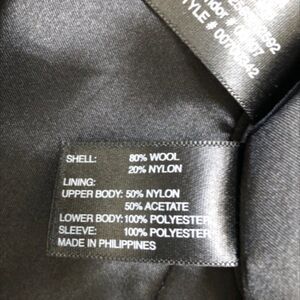 SHELL: 80% WOOL
20% NYLON
LINING:
UPPER BODY: 50% NYLON
50% ACETATE
LOWER BODY: 100% POLYESTER
SLEEVE: 100% POLYESTER
MADE IN PHILIPPINES